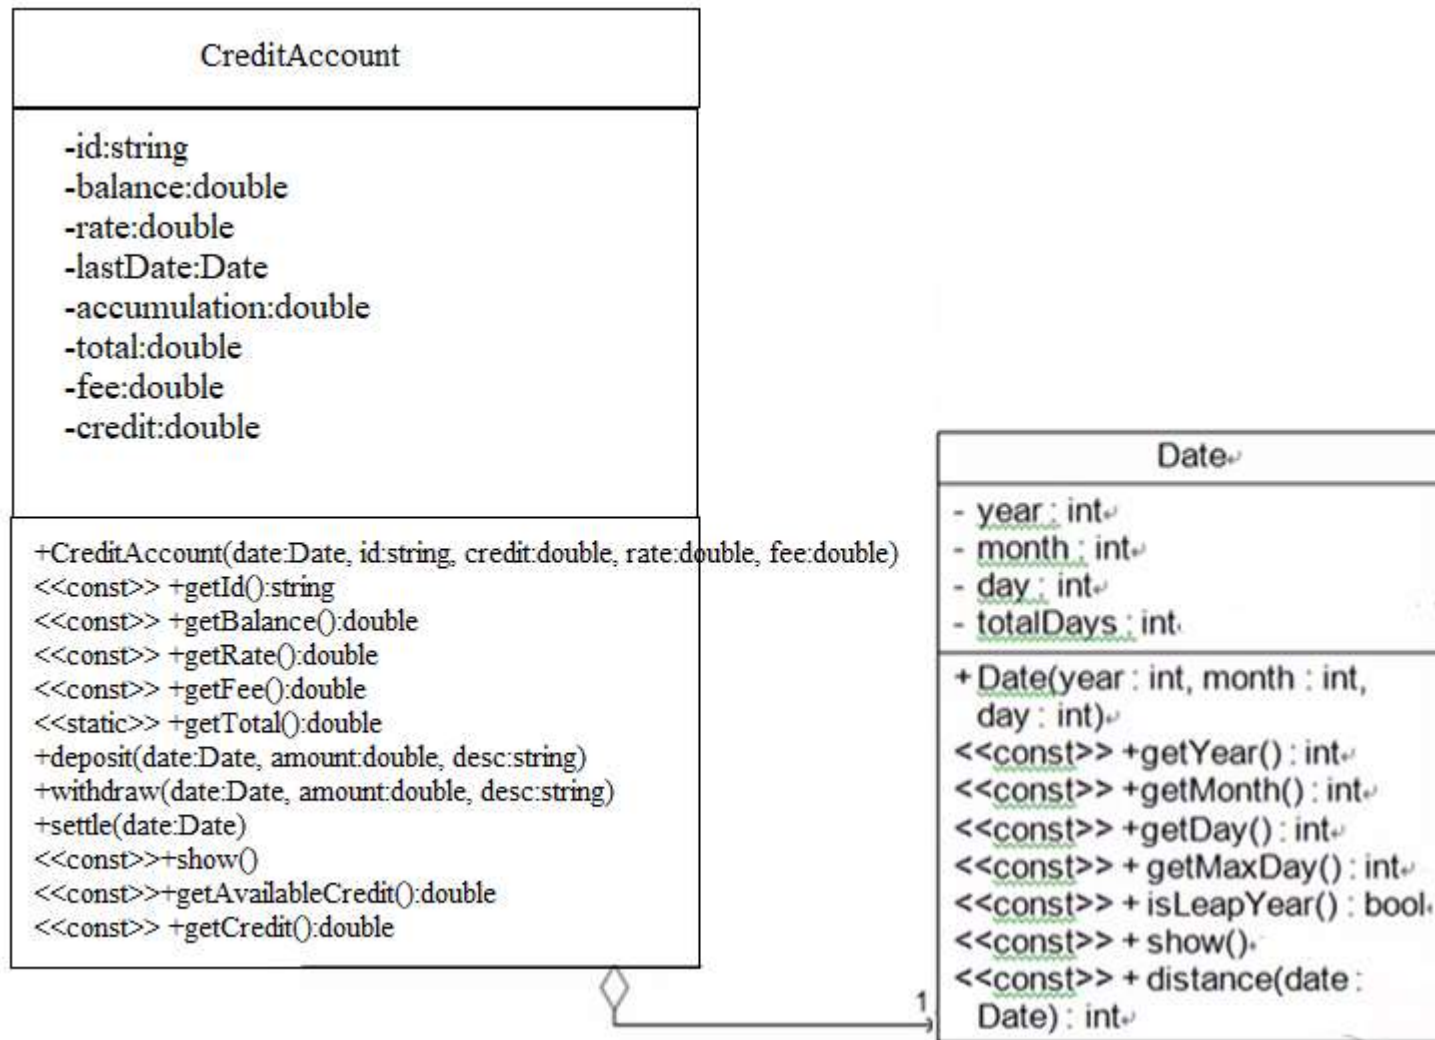 CreditAccount
-id:string
-balance:double
-rate:double
-lastDate:Date
-accumulation:double
-total:double
-fee:double
-credit:double
+CreditAccount(date:Date, id:string, credit:double, rate:double, fee:double)
<<const>> +getId():string
<<const>> +getBalance():double
<<const>> +getRate():double
<<const>> +getFee():double
<<static>> +getTotal():double
+deposit(date:Date, amount:double, desc:string)
+withdraw(date:Date, amount:double, desc:string)
+settle(date:Date)
<<const>>+show()
<<const>>+getAvailableCredit():double
<<const>> +getCredit():double
1
Date
- year : int
- month : int
- day : int
- totalDays : int
+ Date(year : int, month : int,
day : int)
<<const>> +getYear() : int
<<const>> +getMonth() : int
<<const>> +getDay() : int
<<const>> + getMaxDay() : int
<<const>> + isLeapYear() : bool
<<const>> + show()
<<const>> + distance(date :
Date) : int